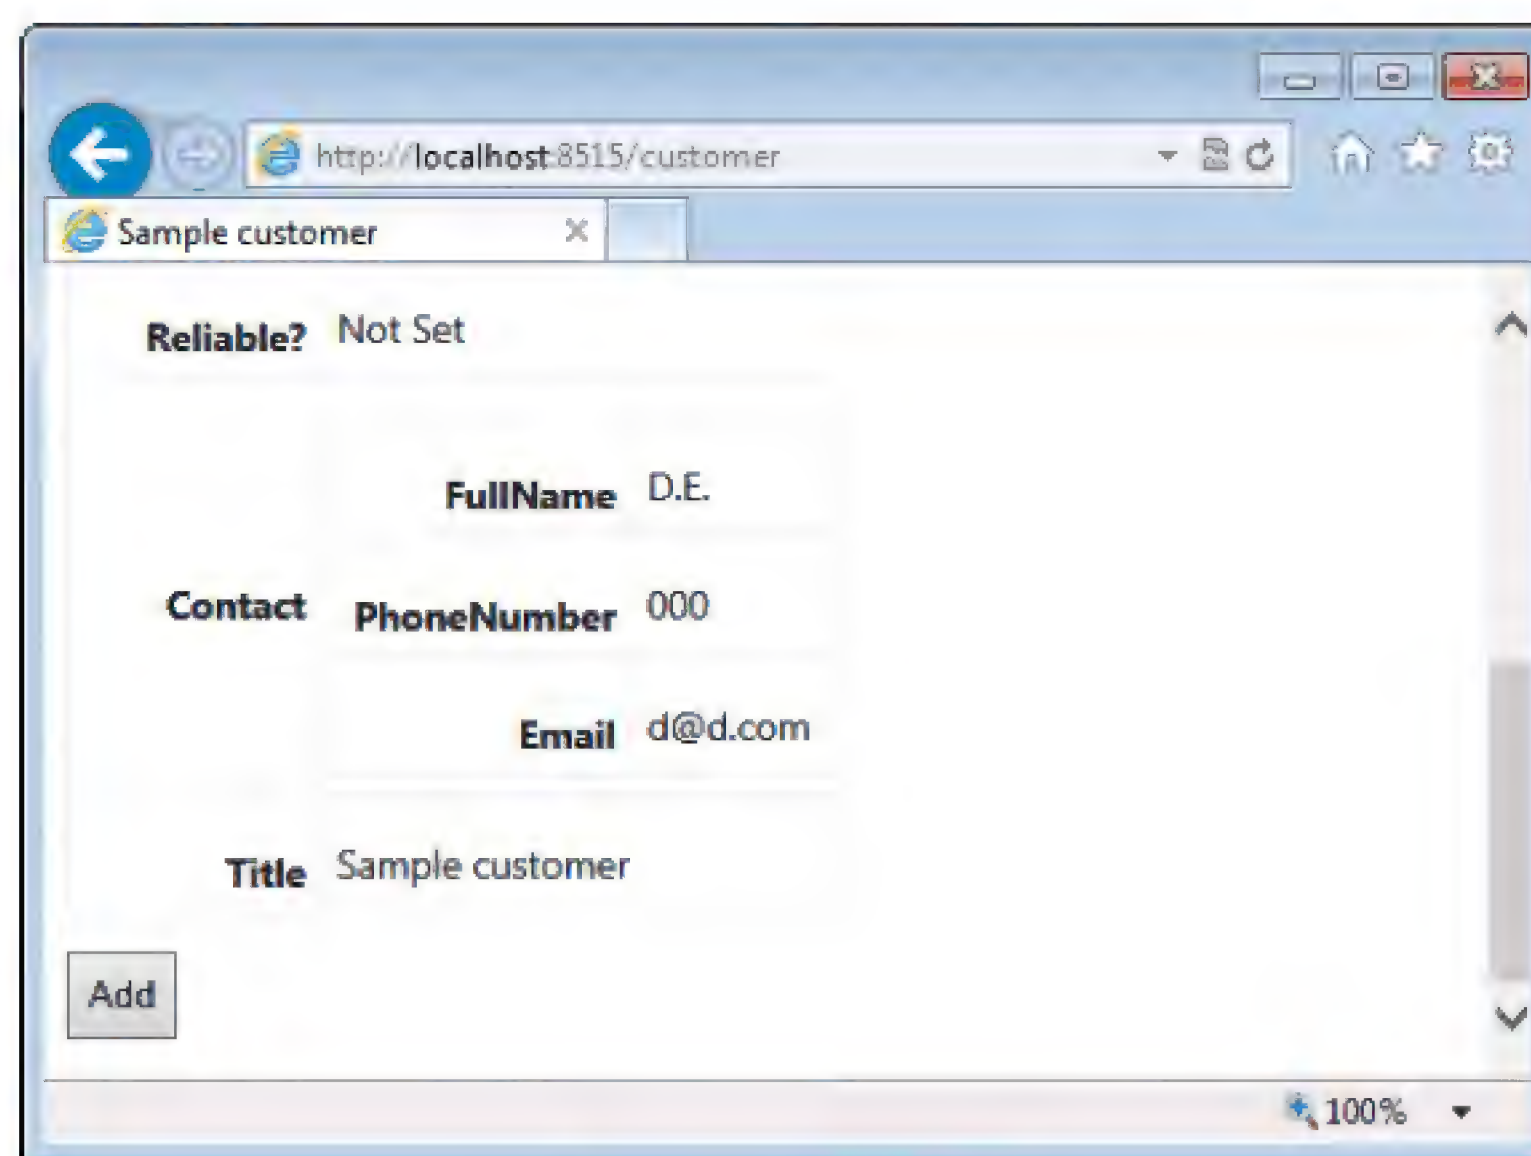 http://localhost:8515/customer
Sample customer
Reliable? Not Set
FullName D.E.
Contact PhoneNumber 000
Email d@d.com
Title Sample customer
Add
100%